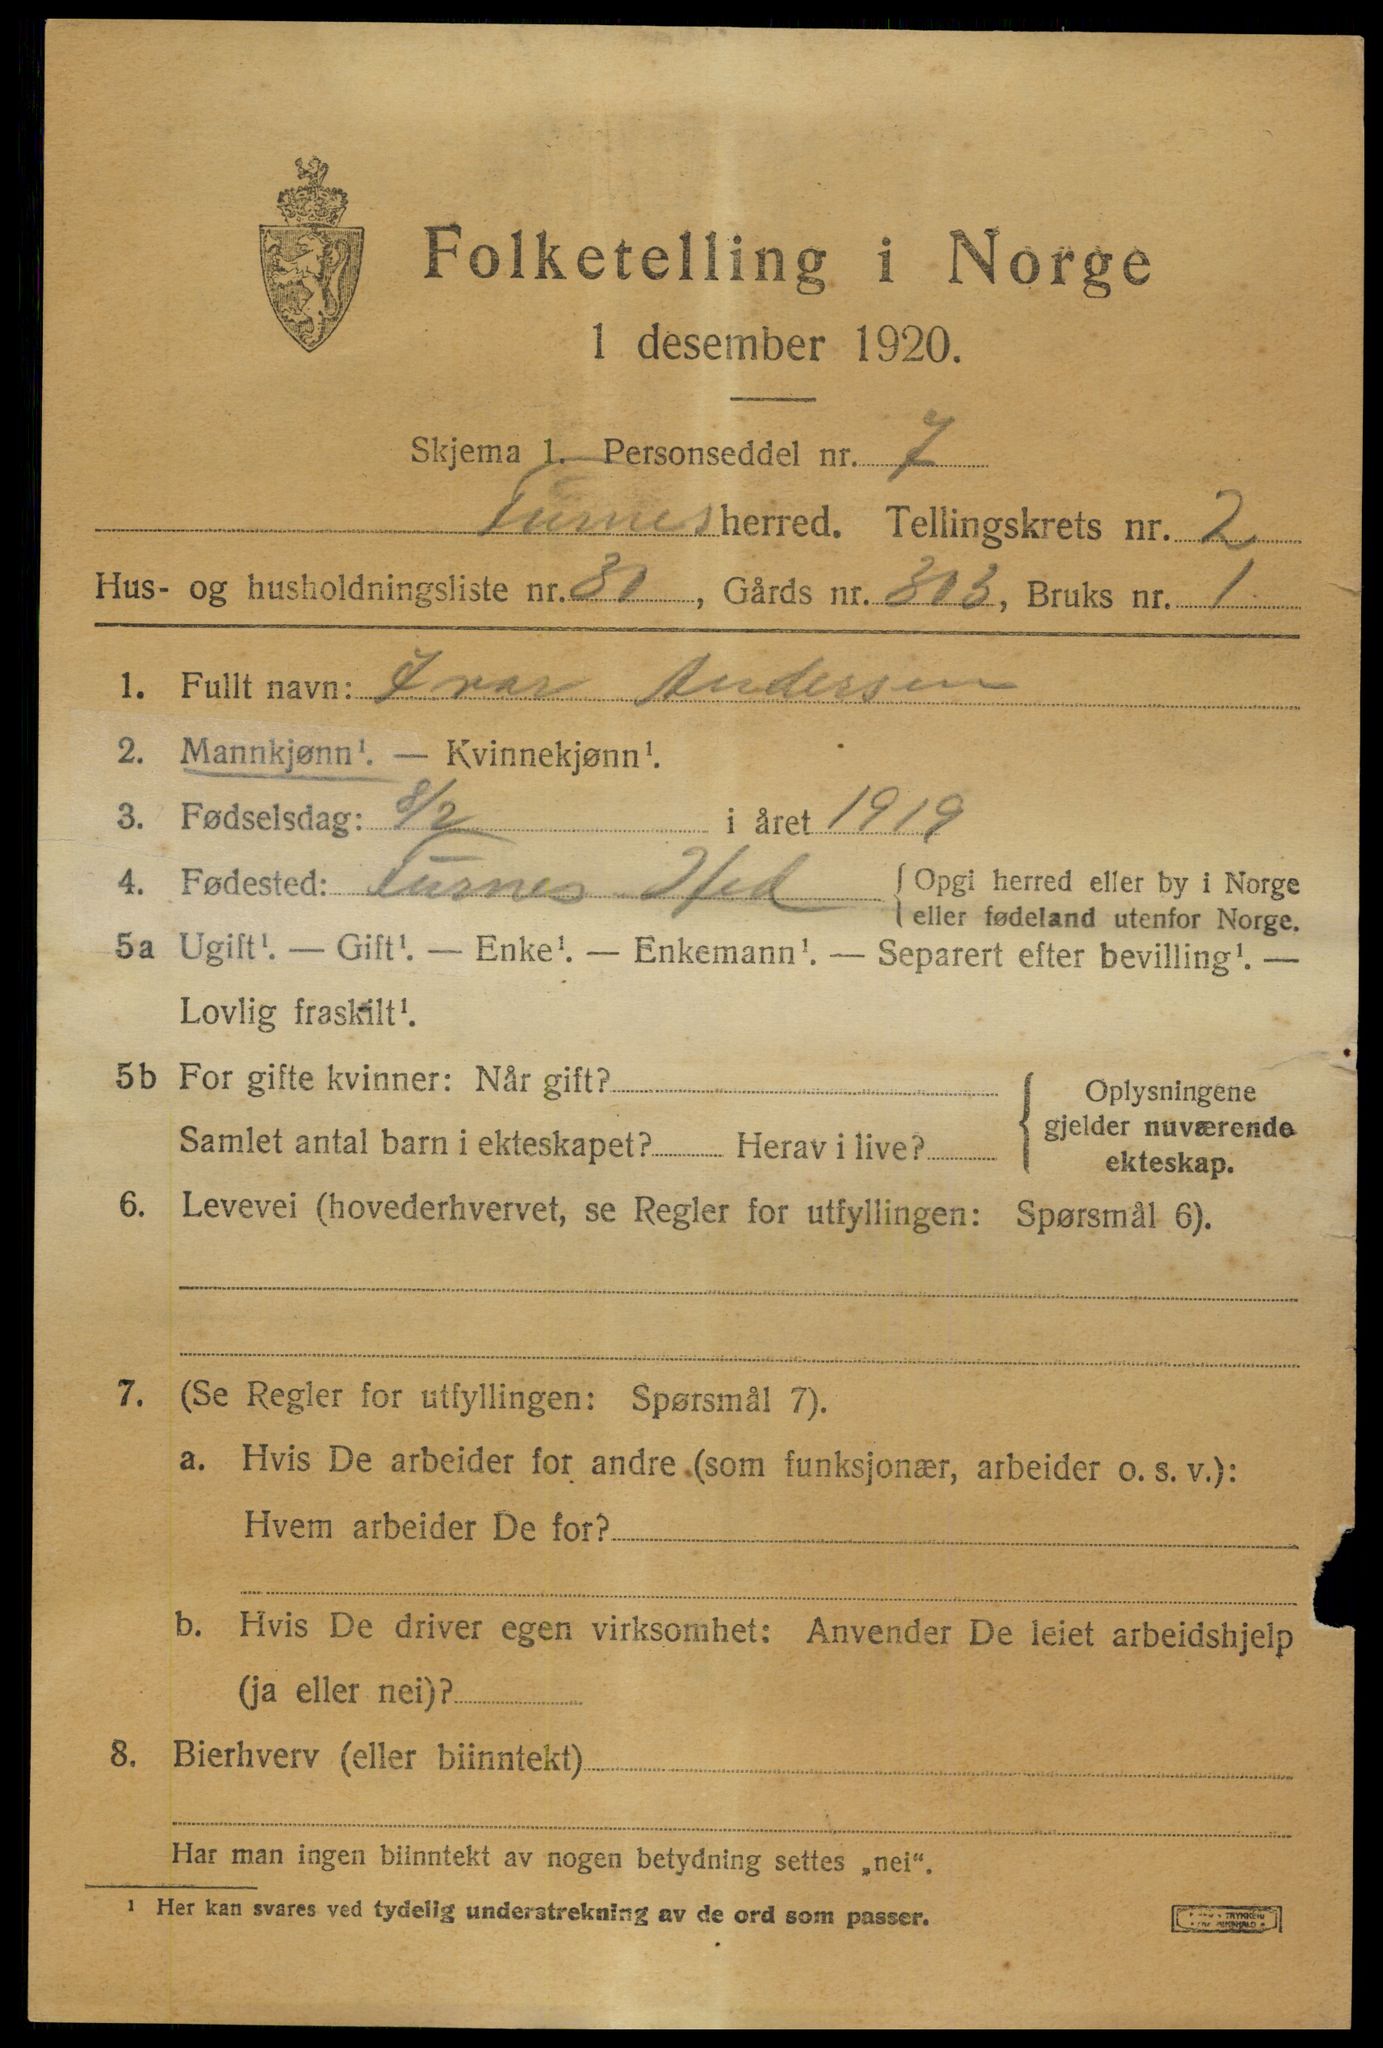 Folketelling i Norge
1 desember 1920.
Skjema 1. Personseddel nr. 7
Furnes herred. Tellingskrets nr. 2
Hus- og husholdningsliste nr. 30, Gårds nr. 303, Bruks nr. 1
1. Fullt navn: Ivar Andersen
2. Mannkjønn¹. — Kvinnekjønn¹.
3. Fødselsdag: 8/2 i året 1919
4. Fødested: Furnes Hed { Opgi herred eller by i Norge
eller fødeland utenfor Norge.
5a Ugift¹. — Gift¹. — Enke¹. — Enkemann¹. — Separert efter bevilling¹. —
Lovlig fraskilt¹.
5b For gifte kvinner: Når gift? { Oplysningene
gjelder nuværende
Samlet antal barn i ekteskapet? Herav i live?
ekteskap.
6. Levevei (hovederhvervet, se Regler for utfyllingen: Spørsmål 6).
7. (Se Regler for utfyllingen: Spørsmål 7).
a. Hvis De arbeider for andre (som funksjonær, arbeider o. s. v.):
Hvem arbeider De for?
b. Hvis De driver egen virksomhet: Anvender De leiet arbeidshjelp
(ja eller nei)?
8. Bierhverv (eller biinntekt)
Har man ingen biinntekt av nogen betydning settes „nei“.
¹ Her kan svares ved tydelig understrekning av de ord som passer.